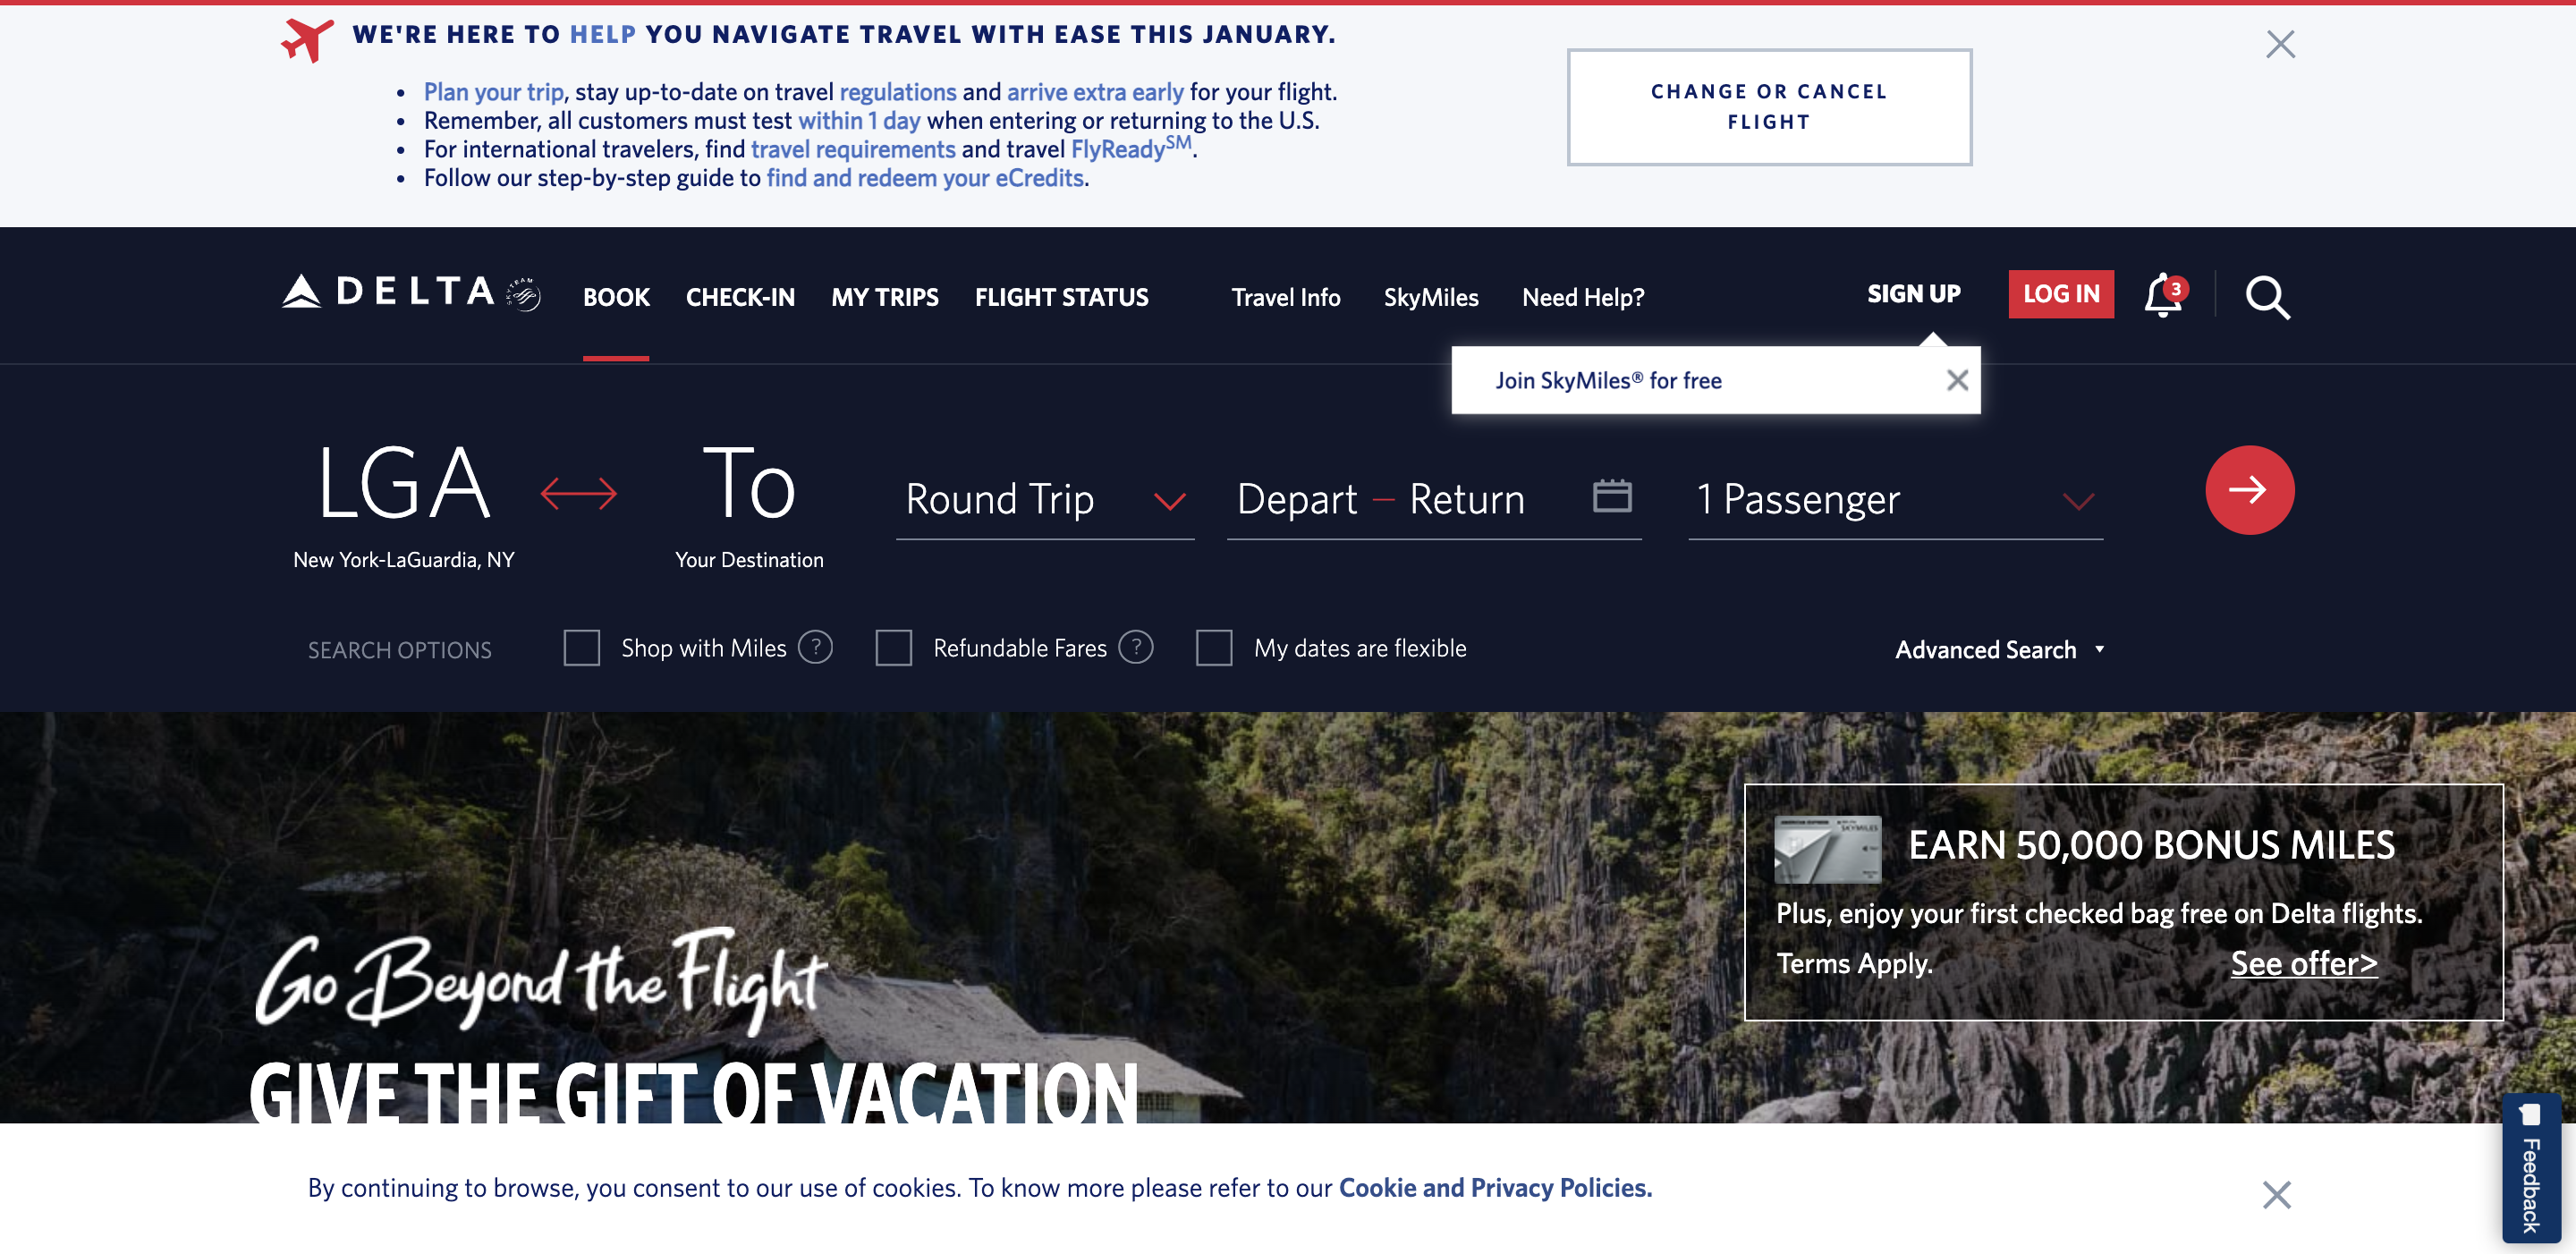 WE'RE HERE TO HELP YOU NAVIGATE TRAVEL WITH EASE THIS JANUARY.
• Plan your trip, stay up-to-date on travel regulations and arrive extra early for your flight.
• Remember, all customers must test within 1 day when entering or returning to the U.S.
• For international travelers, find travel requirements and travel FlyReadySM.
• Follow our step-by-step guide to find and redeem your eCredits.
CHANGE OR CANCEL
FLIGHT
DELTA SKYTEAM BOOK CHECK-IN MY TRIPS FLIGHT STATUS Travel Info SkyMiles Need Help? SIGN UP LOG IN 3
Join SkyMiles® for free
LGA To Round Trip Depart – Return 1 Passenger
New York-LaGuardia, NY Your Destination
SEARCH OPTIONS Shop with Miles ? Refundable Fares ? My dates are flexible Advanced Search
SKYMILES
EARN 50,000 BONUS MILES
Plus, enjoy your first checked bag free on Delta flights.
Terms Apply. See offer>
Go Beyond the Flight
GIVE THE GIFT OF VACATION
By continuing to browse, you consent to our use of cookies. To know more please refer to our Cookie and Privacy Policies.
Feedback